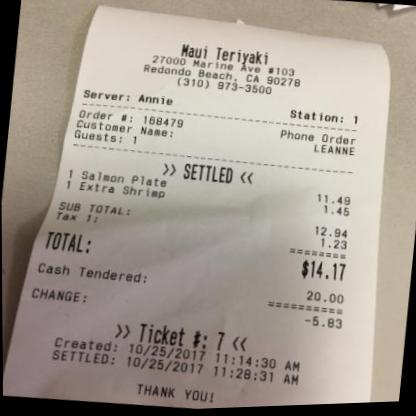 Maui Teriyaki
27000 Marine Ave #103
Redondo Beach, CA 90278
(310) 973-3500
Server: Annie Station: 1
Order #: 168479 Phone Order
Customer Name: LEANNE
Guests: 1
>> SETTLED <<
1 Salmon Plate 11.49
1 Extra Shrimp 1.45
SUB TOTAL: 12.94
Tax 1: 1.23
TOTAL: $14.17
Cash Tendered: 20.00
CHANGE: -5.83
>> Ticket #: 7 <<
Created: 10/25/2017 11:14:30 AM
SETTLED: 10/25/2017 11:28:31 AM
THANK YOU!